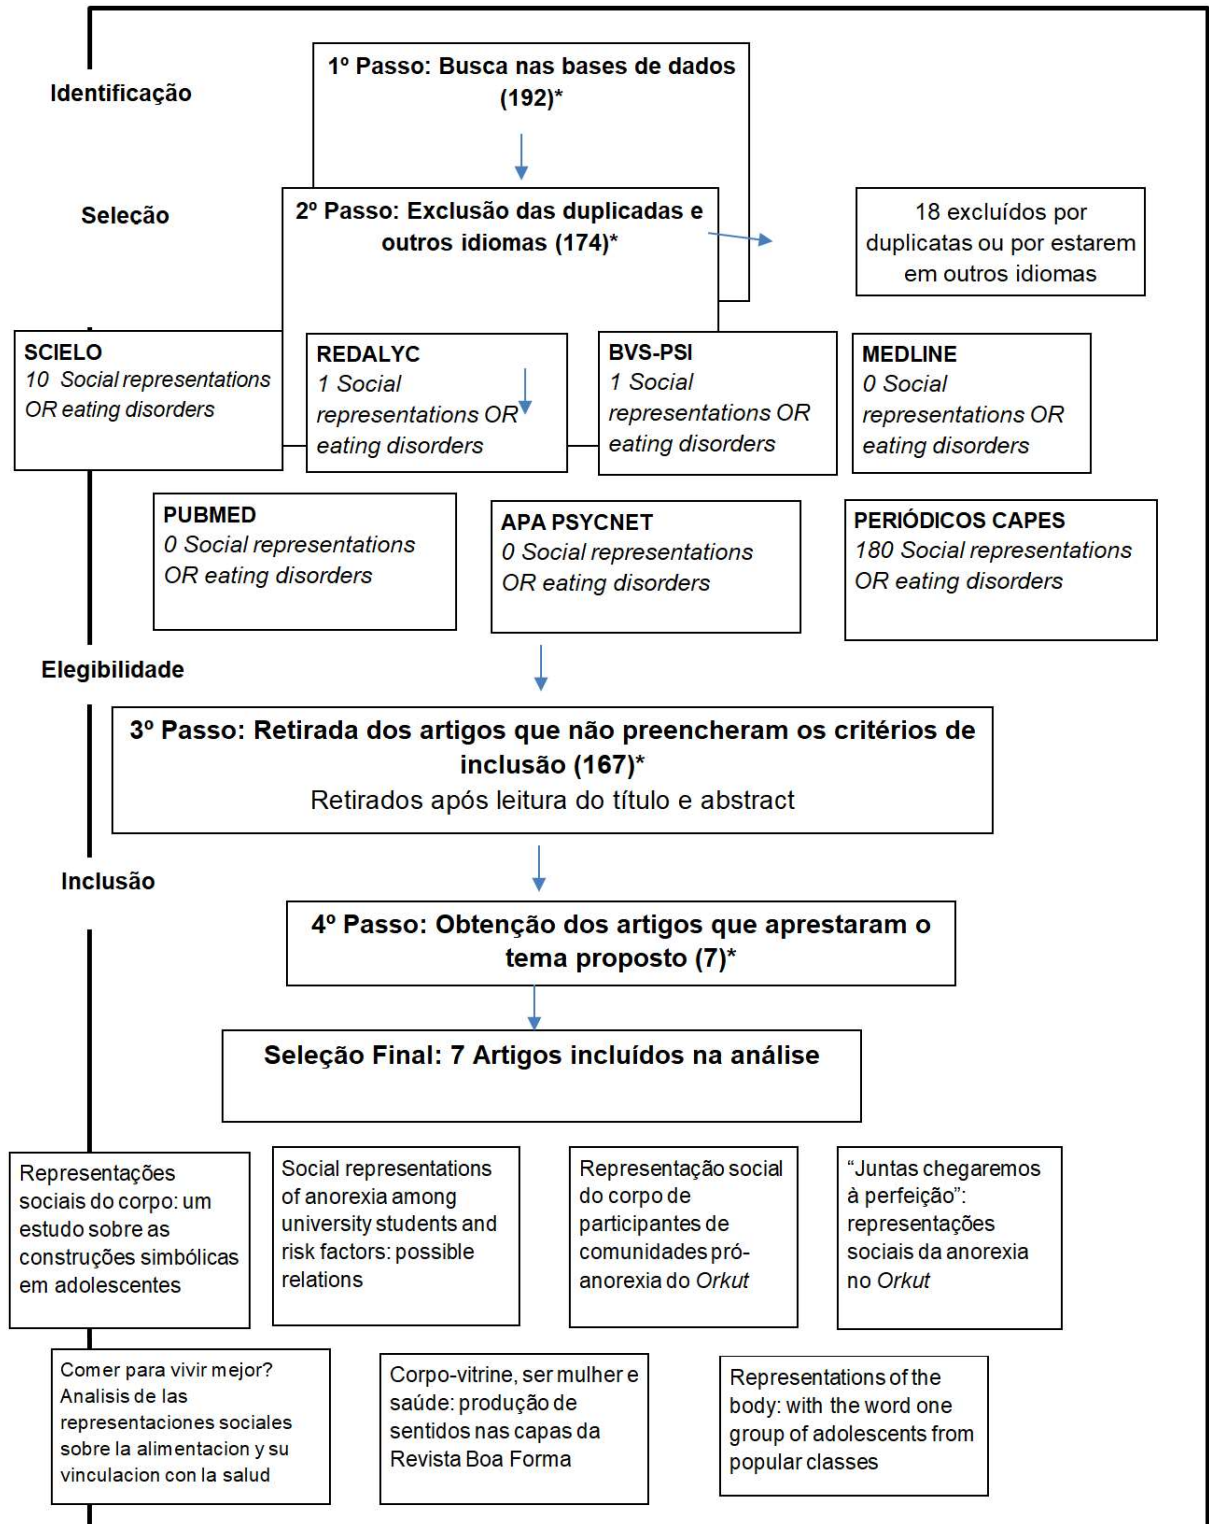 1º Passo: Busca nas bases de dados
(192)*
Identificação
Seleção
2º Passo: Exclusão das duplicadas e
outros idiomas (174)*
18 excluídos por
duplicatas ou por estarem
em outros idiomas
SCIELO
10 Social representations
OR eating disorders
REDALYC
1 Social
representations OR
eating disorders
BVS-PSI
1 Social
representations OR
eating disorders
MEDLINE
0 Social
representations OR
eating disorders
PUBMED
0 Social representations
OR eating disorders
APA PSYCNET
0 Social representations
OR eating disorders
PERIÓDICOS CAPES
180 Social representations
OR eating disorders
Elegibilidade
3º Passo: Retirada dos artigos que não preencheram os critérios de
inclusão (167)*
Retirados após leitura do título e abstract
Inclusão
4º Passo: Obtenção dos artigos que aprestaram o
tema proposto (7)*
Seleção Final: 7 Artigos incluídos na análise
Representações
sociais do corpo: um
estudo sobre as
construções simbólicas
em adolescentes
Social representations
of anorexia among
university students and
risk factors: possible
relations
Representação social
do corpo de
participantes de
comunidades pró-
anorexia do Orkut
“Juntas chegaremos
à perfeição”:
representações
sociais da anorexia
no Orkut
Comer para vivir mejor?
Analisis de las
representaciones sociales
sobre la alimentacion y su
vinculacion con la salud
Corpo-vitrine, ser mulher e
saúde: produção de
sentidos nas capas da
Revista Boa Forma
Representations of the
body: with the word one
group of adolescents from
popular classes